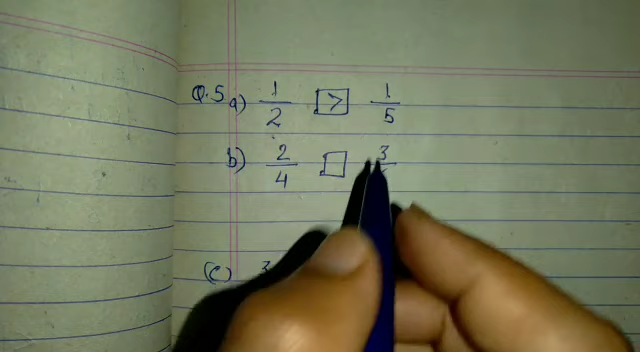 Q.5 a) 1/2 [>] 1/5
b) 2/4 □ 3/
(c) 3